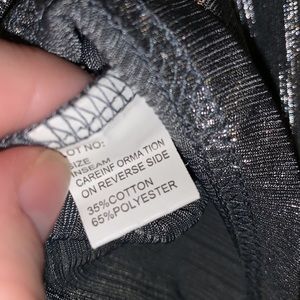 OT NO:
SIZE
INSEAM
CAREINFORMATION
ON REVERSE SIDE
35%COTTON
65%POLYESTER